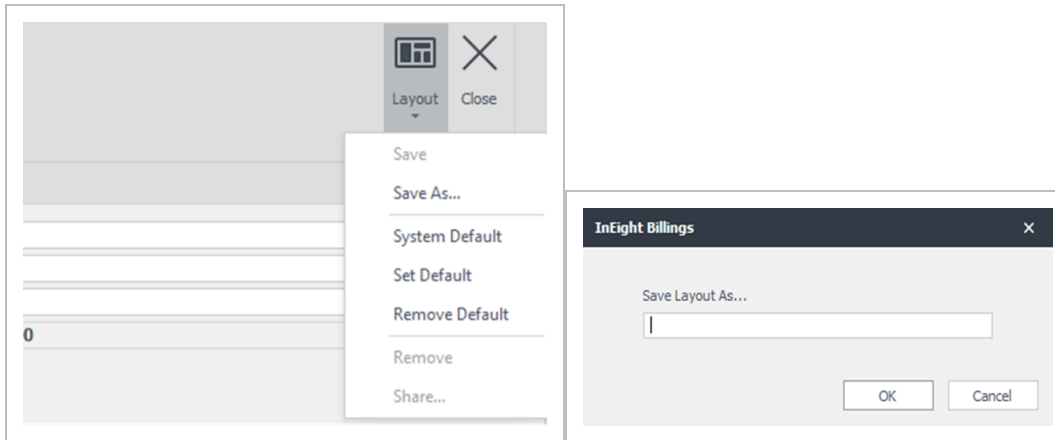 Layout Close
Save
Save As...
System Default
Set Default
Remove Default
Remove
Share...
0
InEight Billings
Save Layout As...
OK Cancel